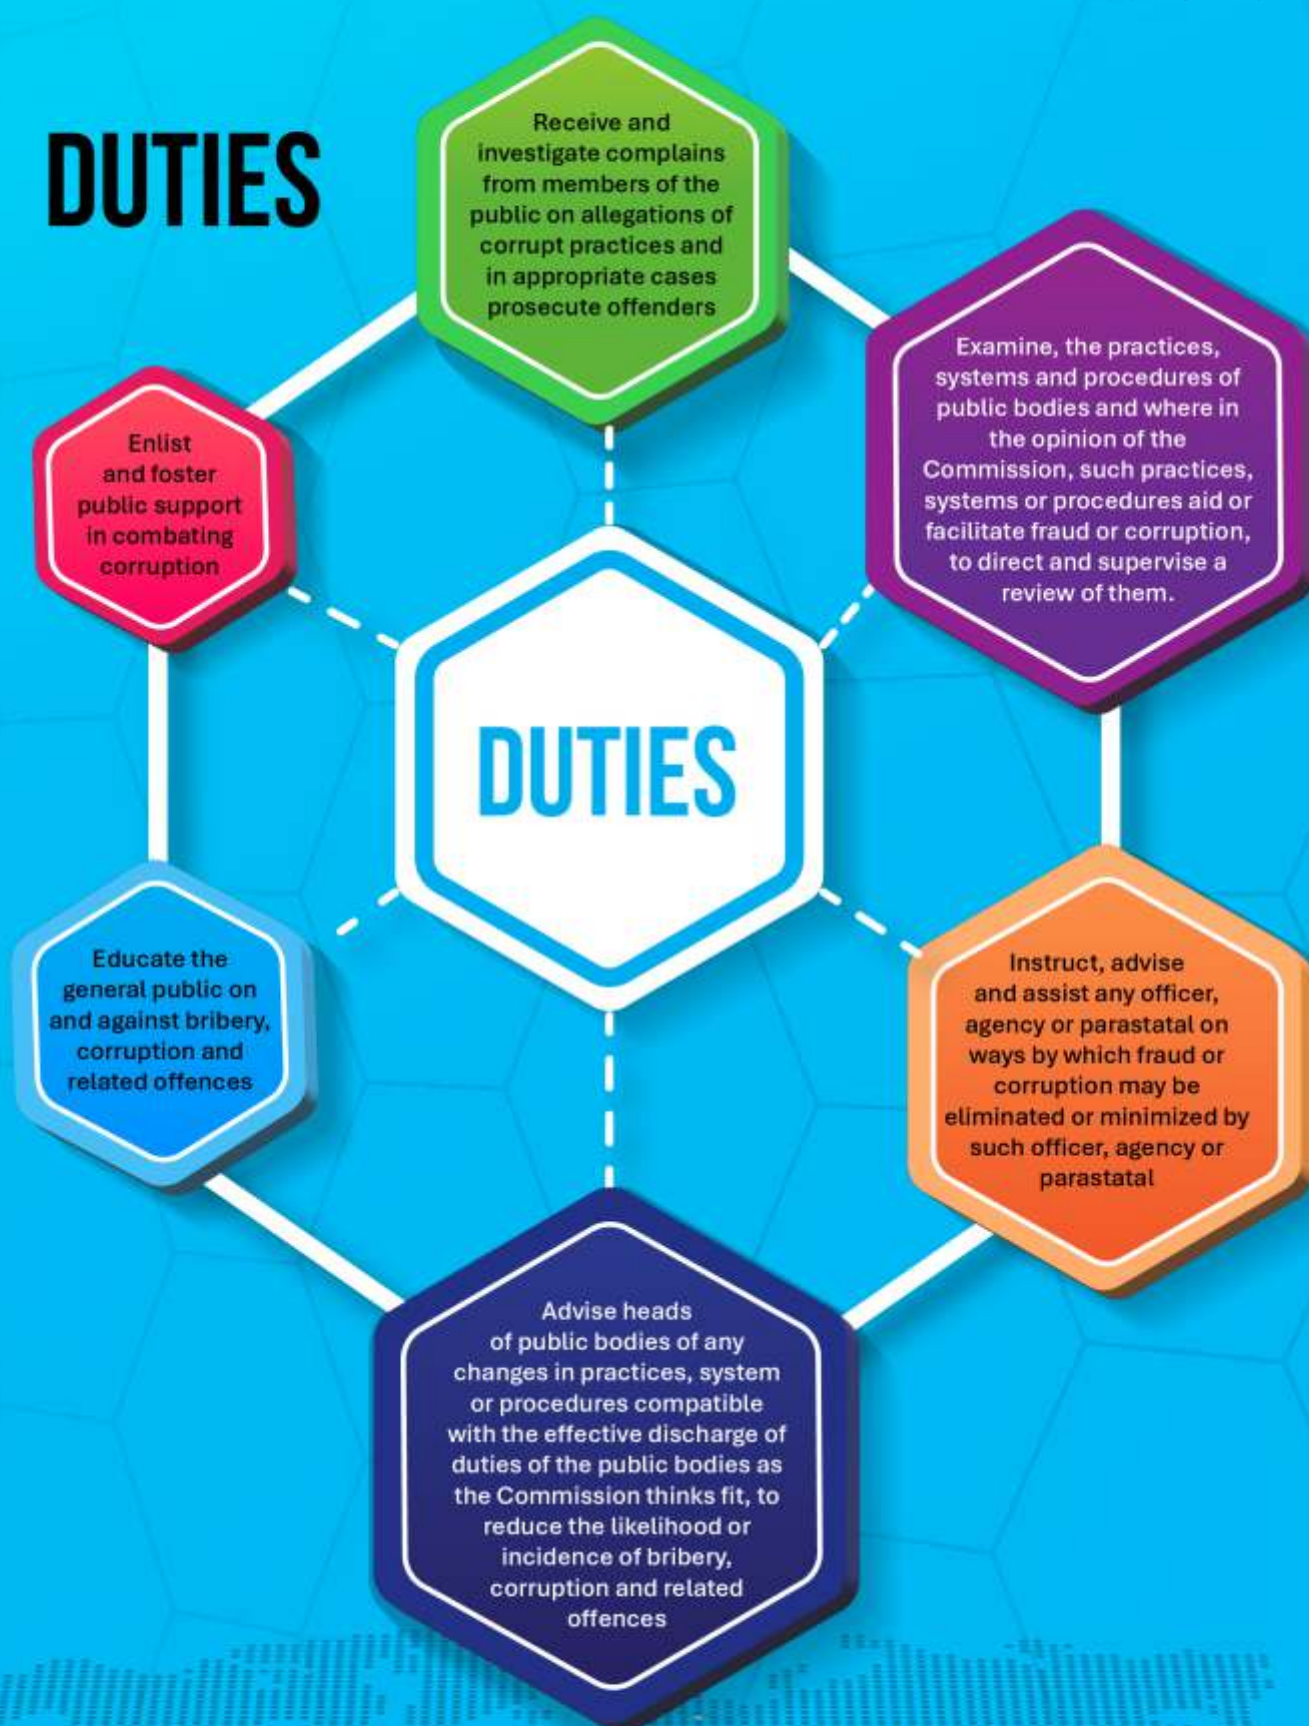 DUTIES
Receive and
investigate complains
from members of the
public on allegations of
corrupt practices and
in appropriate cases
prosecute offenders
Examine, the practices,
systems and procedures of
public bodies and where in
the opinion of the
Commission, such practices,
systems or procedures aid or
facilitate fraud or corruption,
to direct and supervise a
review of them.
Enlist
and foster
public support
in combating
corruption
DUTIES
Educate the
general public on
and against bribery,
corruption and
related offences
Instruct, advise
and assist any officer,
agency or parastatal on
ways by which fraud or
corruption may be
eliminated or minimized by
such officer, agency or
parastatal
Advise heads
of public bodies of any
changes in practices, system
or procedures compatible
with the effective discharge of
duties of the public bodies as
the Commission thinks fit, to
reduce the likelihood or
incidence of bribery,
corruption and related
offences